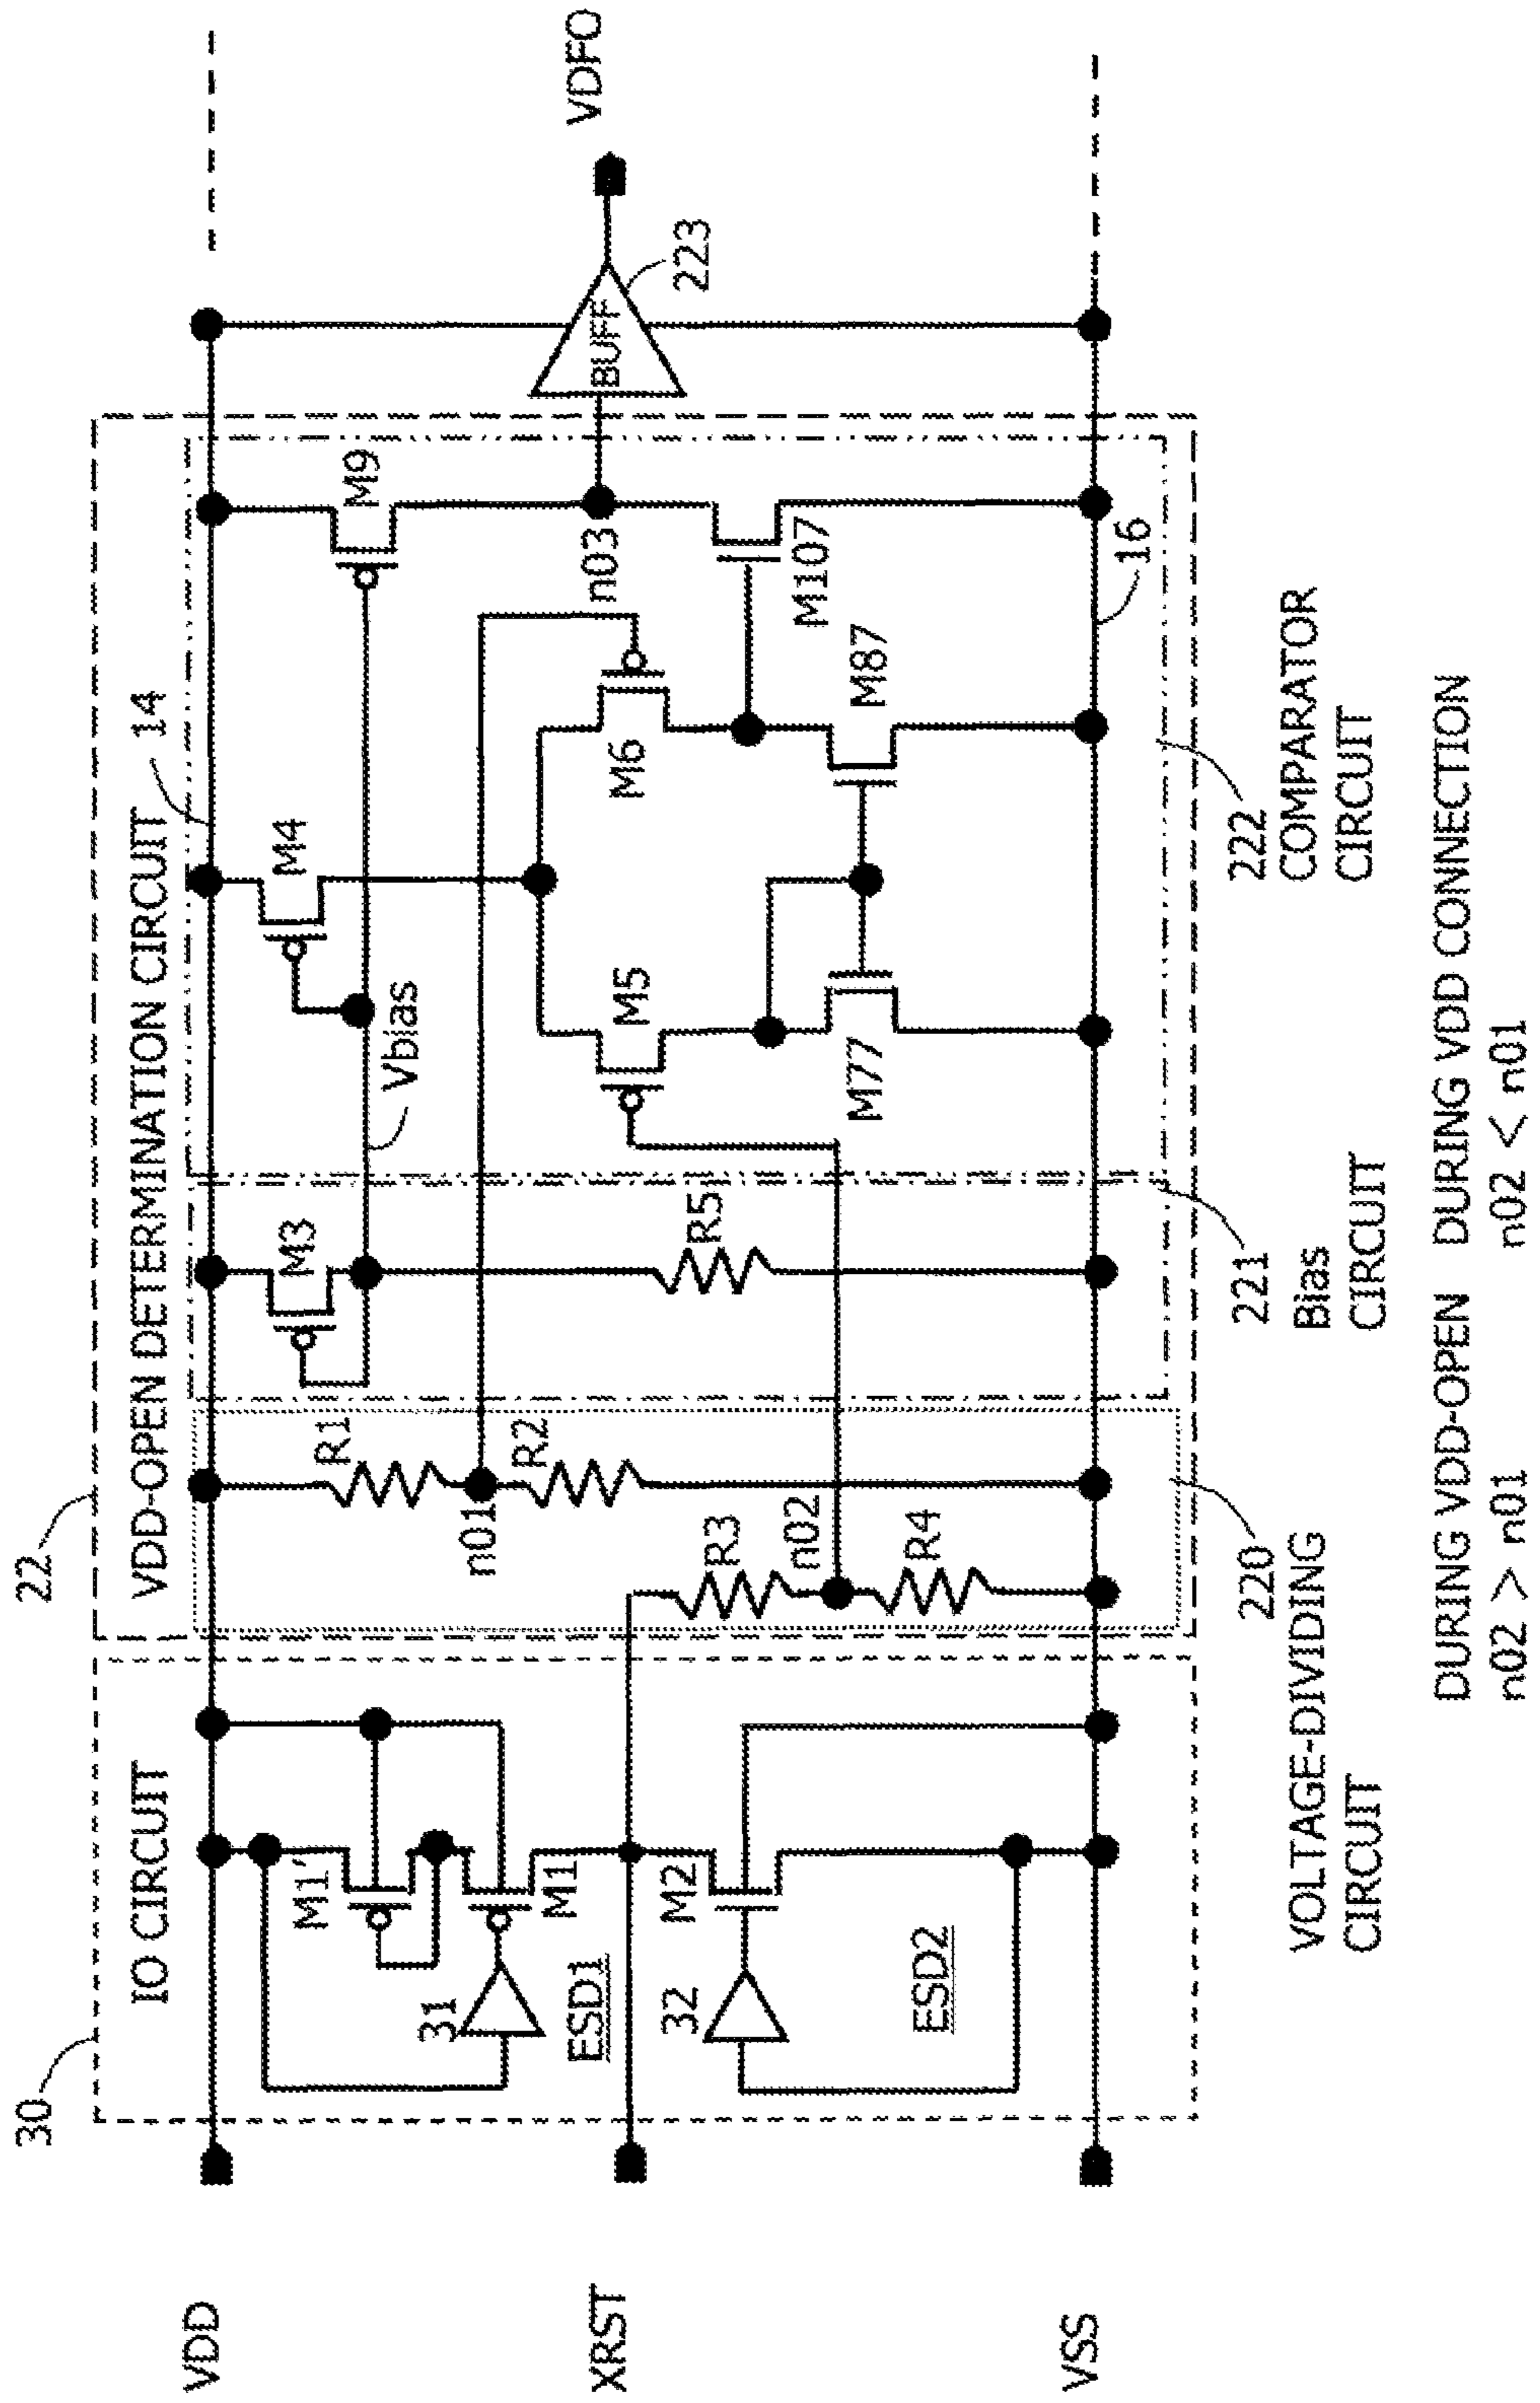 22
VDD-OPEN DETERMINATION CIRCUIT
14
30
IO CIRCUIT
VDD
XRST
VSS
M1'
M1
31
ESD1
M2
32
ESD2
R1
n01
R2
R3
n02
R4
M3
R5
Vbias
M4
M5
M6
M77
M87
M9
n03
M107
16
BUFF
223
VDFO
220
VOLTAGE-DIVIDING
CIRCUIT
221
Bias
CIRCUIT
222
COMPARATOR
CIRCUIT
DURING VDD-OPEN
n02 > n01
DURING VDD CONNECTION
n02 < n01